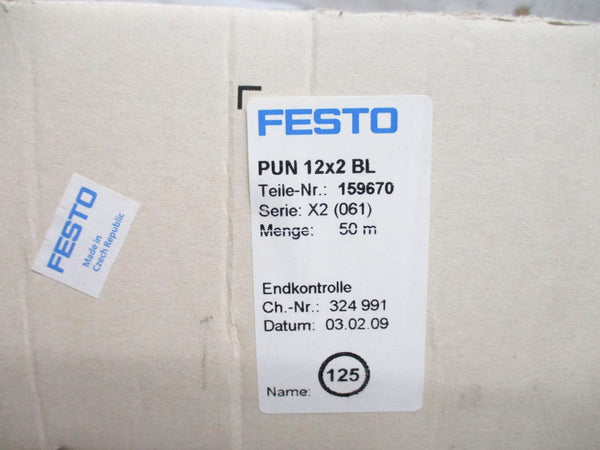 FESTO
PUN 12x2 BL
Teile-Nr.: 159670
Serie: X2 (061)
Menge: 50 m
Endkontrolle
Ch.-Nr.: 324 991
Datum: 03.02.09
Name: 125
FESTO
Made in
Czech Republic